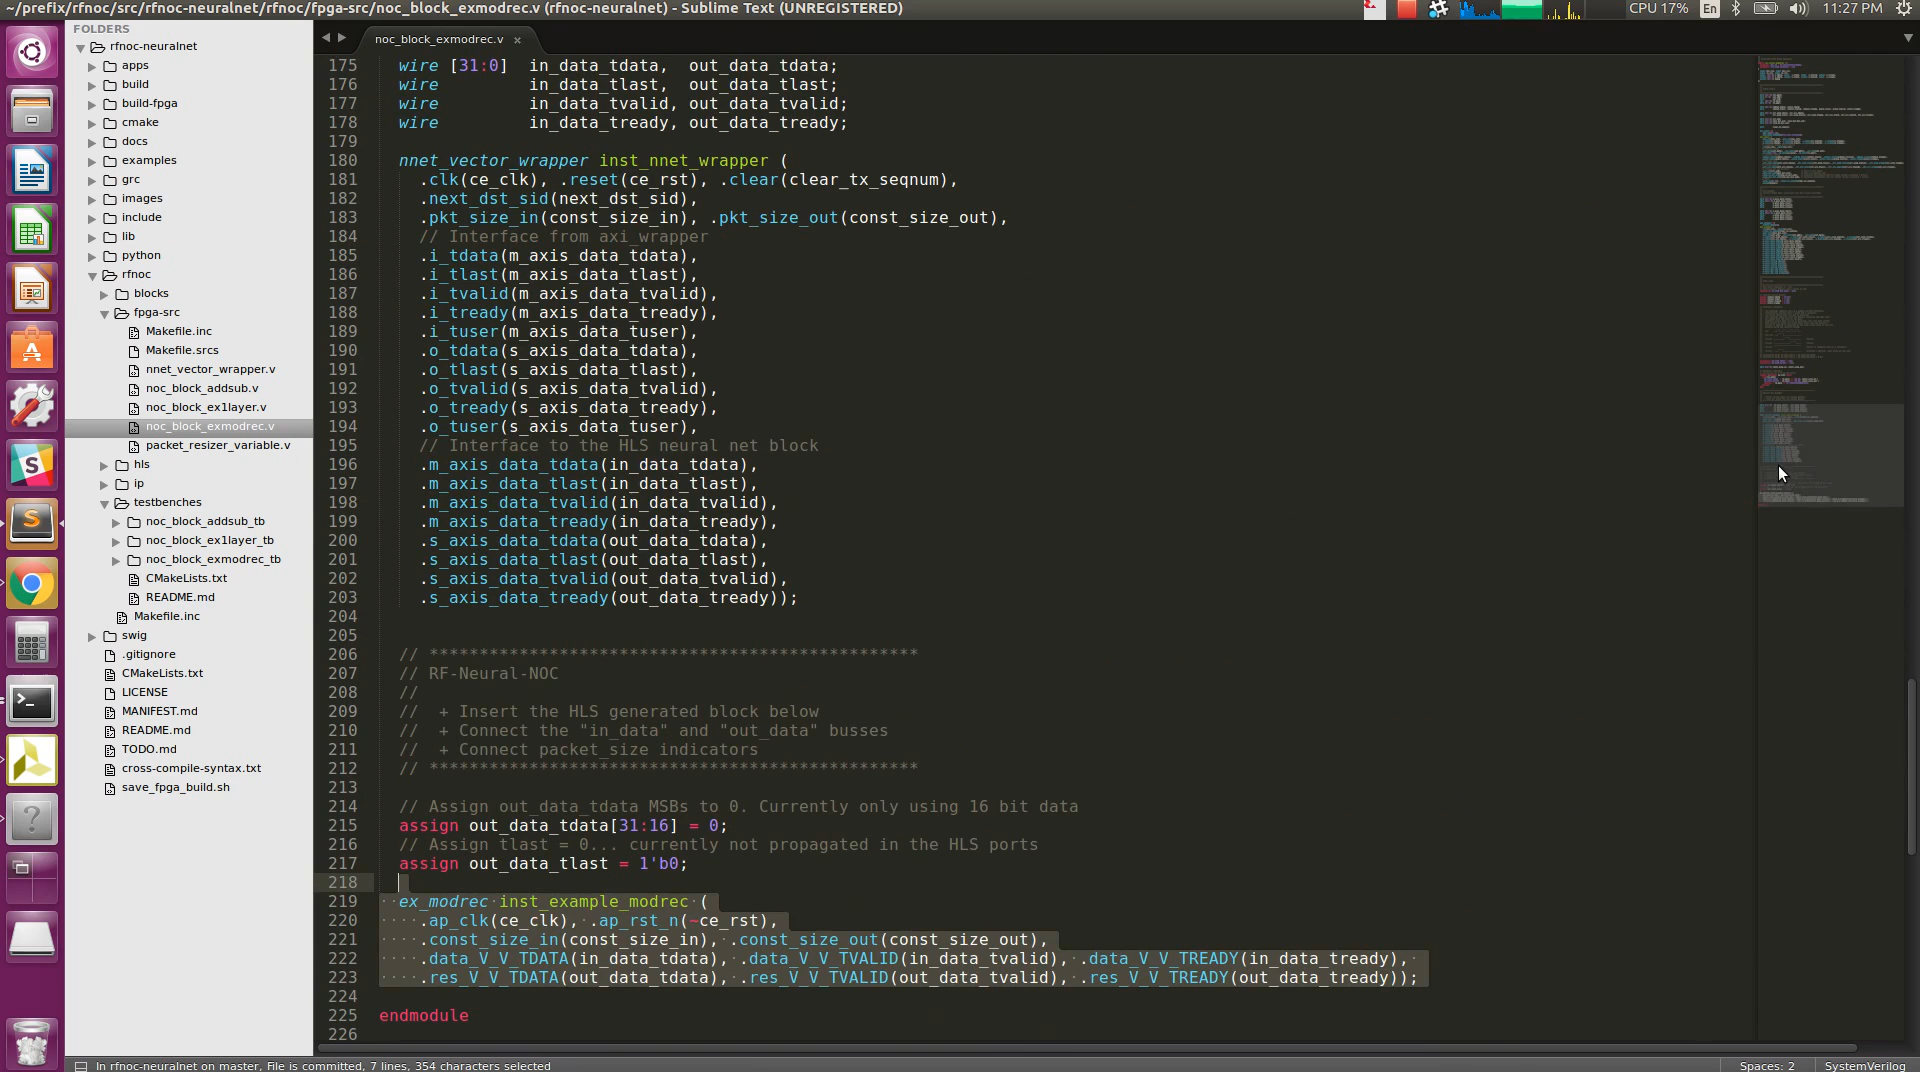 ~/prefix/rfnoc/src/rfnoc-neuralnet/rfnoc/fpga-src/noc_block_exmodrec.v (rfnoc-neuralnet) - Sublime Text (UNREGISTERED)
CPU 17% En 11:27 PM
FOLDERS
rfnoc-neuralnet
apps
build
build-fpga
cmake
docs
examples
grc
images
include
lib
python
rfnoc
blocks
fpga-src
Makefile.inc
Makefile.srcs
nnet_vector_wrapper.v
noc_block_addsub.v
noc_block_ex1layer.v
noc_block_exmodrec.v
packet_resizer_variable.v
hls
ip
testbenches
noc_block_addsub_tb
noc_block_ex1layer_tb
noc_block_exmodrec_tb
CMakeLists.txt
README.md
Makefile.inc
swig
.gitignore
CMakeLists.txt
LICENSE
MANIFEST.md
README.md
TODO.md
cross-compile-syntax.txt
save_fpga_build.sh
noc_block_exmodrec.v ×
175 wire [31:0] in_data_tdata, out_data_tdata;
176 wire in_data_tlast, out_data_tlast;
177 wire in_data_tvalid, out_data_tvalid;
178 wire in_data_tready, out_data_tready;
179
180 nnet_vector_wrapper inst_nnet_wrapper (
181 .clk(ce_clk), .reset(ce_rst), .clear(clear_tx_seqnum),
182 .next_dst_sid(next_dst_sid),
183 .pkt_size_in(const_size_in), .pkt_size_out(const_size_out),
184 // Interface from axi_wrapper
185 .i_tdata(m_axis_data_tdata),
186 .i_tlast(m_axis_data_tlast),
187 .i_tvalid(m_axis_data_tvalid),
188 .i_tready(m_axis_data_tready),
189 .i_tuser(m_axis_data_tuser),
190 .o_tdata(s_axis_data_tdata),
191 .o_tlast(s_axis_data_tlast),
192 .o_tvalid(s_axis_data_tvalid),
193 .o_tready(s_axis_data_tready),
194 .o_tuser(s_axis_data_tuser),
195 // Interface to the HLS neural net block
196 .m_axis_data_tdata(in_data_tdata),
197 .m_axis_data_tlast(in_data_tlast),
198 .m_axis_data_tvalid(in_data_tvalid),
199 .m_axis_data_tready(in_data_tready),
200 .s_axis_data_tdata(out_data_tdata),
201 .s_axis_data_tlast(out_data_tlast),
202 .s_axis_data_tvalid(out_data_tvalid),
203 .s_axis_data_tready(out_data_tready));
204
205
206 // *************************************************
207 // RF-Neural-NOC
208 //
209 // + Insert the HLS generated block below
210 // + Connect the "in_data" and "out_data" busses
211 // + Connect packet_size indicators
212 // *************************************************
213
214 // Assign out_data_tdata MSBs to 0. Currently only using 16 bit data
215 assign out_data_tdata[31:16] = 0;
216 // Assign tlast = 0... currently not propagated in the HLS ports
217 assign out_data_tlast = 1'b0;
218
219 ex_modrec inst_example_modrec (
220 .ap_clk(ce_clk), .ap_rst_n(~ce_rst),
221 .const_size_in(const_size_in), .const_size_out(const_size_out),
222 .data_V_V_TDATA(in_data_tdata), .data_V_V_TVALID(in_data_tvalid), .data_V_V_TREADY(in_data_tready),
223 .res_V_V_TDATA(out_data_tdata), .res_V_V_TVALID(out_data_tvalid), .res_V_V_TREADY(out_data_tready));
224
225 endmodule
226
In rfnoc-neuralnet on master, File is committed, 7 lines, 354 characters selected
Spaces: 2 SystemVerilog